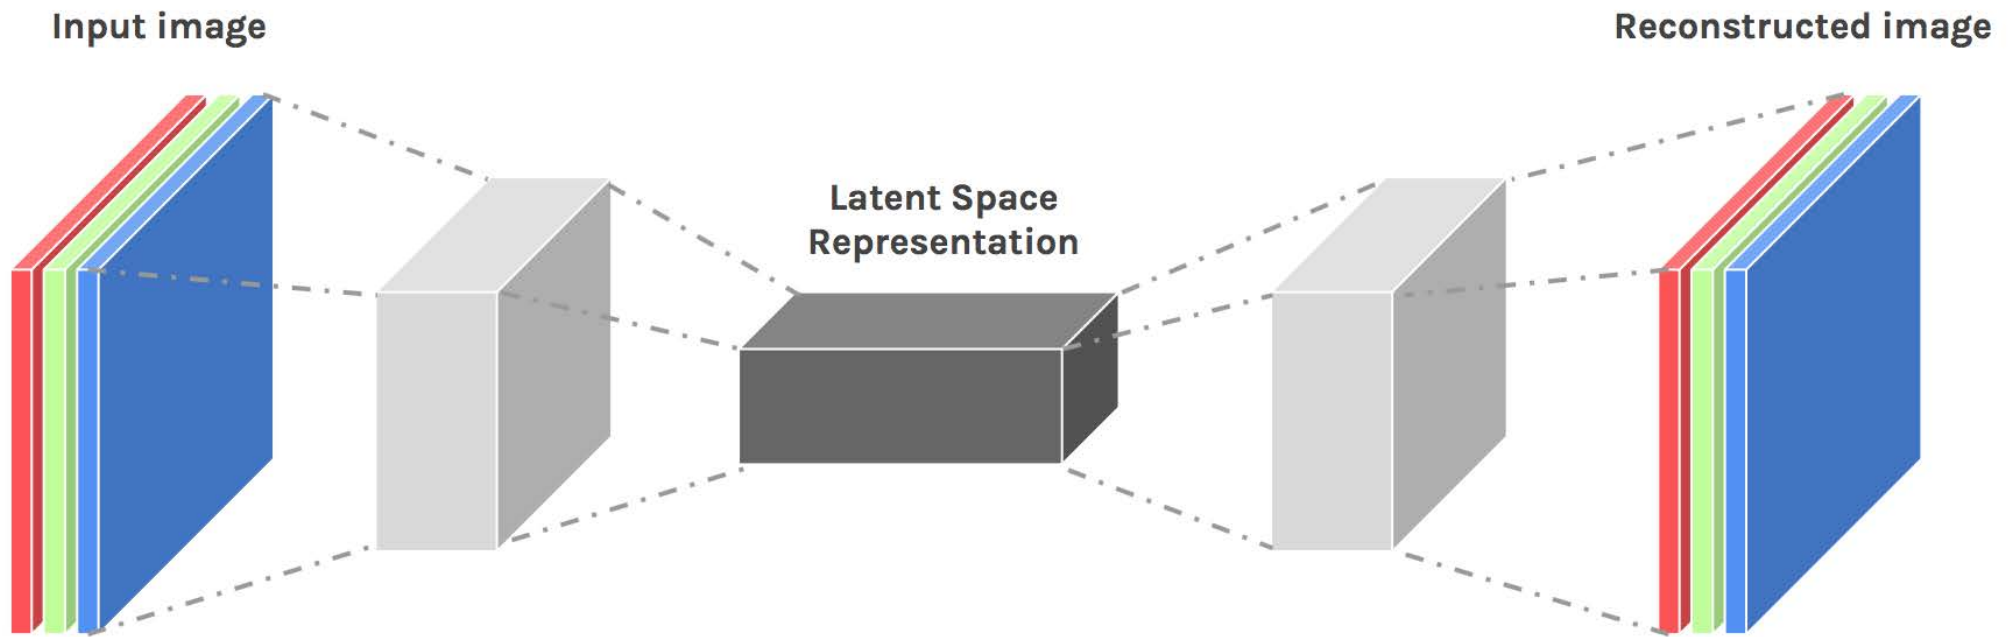 Input image
Reconstructed image
Latent Space
Representation